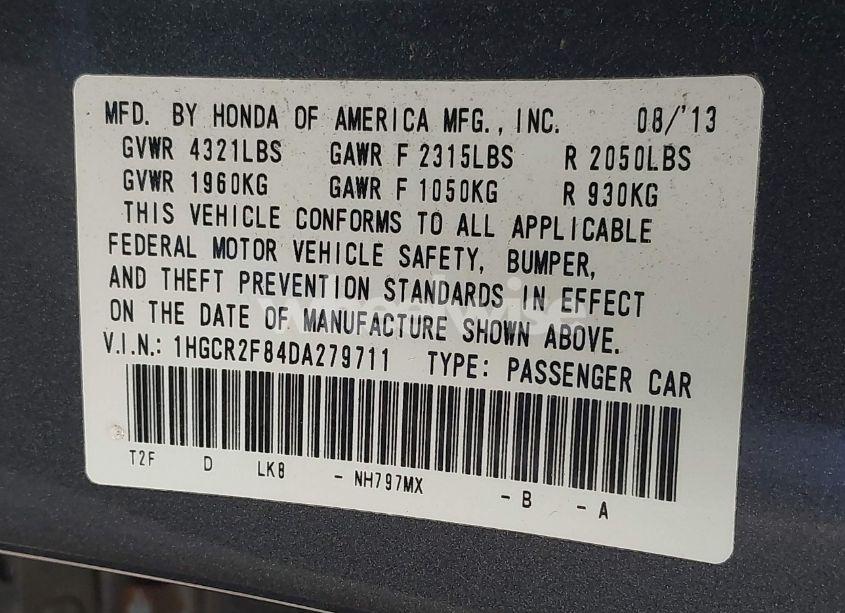 MFD. BY HONDA OF AMERICA MFG., INC. 08/'13
GVWR 4321LBS GAWR F 2315LBS R 2050LBS
GVWR 1960KG GAWR F 1050KG R 930KG
THIS VEHICLE CONFORMS TO ALL APPLICABLE
FEDERAL MOTOR VEHICLE SAFETY, BUMPER,
AND THEFT PREVENTION STANDARDS IN EFFECT
ON THE DATE OF MANUFACTURE SHOWN ABOVE.
V.I.N.: 1HGCR2F84DA279711 TYPE: PASSENGER CAR
T2F D LK8 - NH797MX - B - A